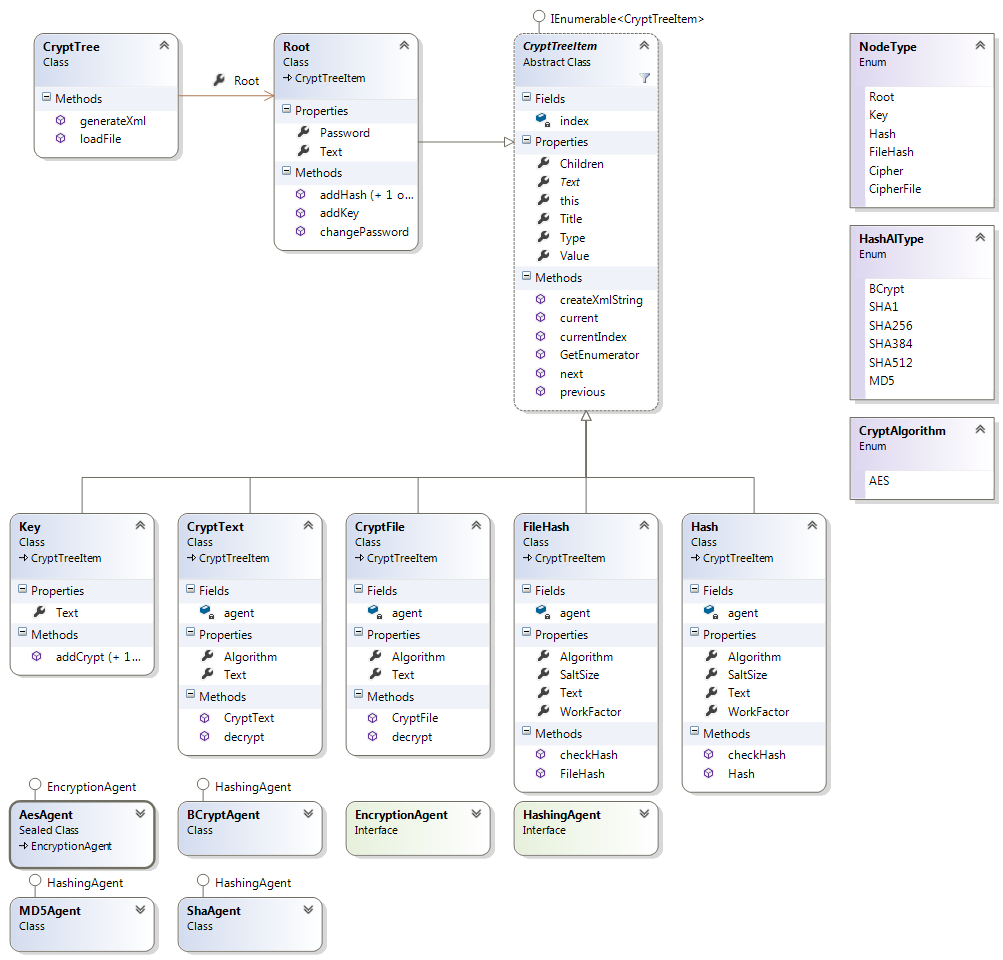 IEnumerable<CryptTreeItem>
CryptTree
Class
Methods
generateXml
loadFile
Root
Root
Class
CryptTreeItem
Properties
Password
Text
Methods
addHash (+ 1 o...
addKey
changePassword
CryptTreeItem
Abstract Class
Fields
index
Properties
Children
Text
this
Title
Type
Value
Methods
createXmlString
current
currentIndex
GetEnumerator
next
previous
NodeType
Enum
Root
Key
Hash
FileHash
Cipher
CipherFile
HashAlType
Enum
BCrypt
SHA1
SHA256
SHA384
SHA512
MD5
CryptAlgorithm
Enum
AES
Key
Class
CryptTreeItem
Properties
Text
Methods
addCrypt (+ 1...
CryptText
Class
CryptTreeItem
Fields
agent
Properties
Algorithm
Text
Methods
CryptText
decrypt
CryptFile
Class
CryptTreeItem
Fields
agent
Properties
Algorithm
Text
Methods
CryptFile
decrypt
FileHash
Class
CryptTreeItem
Fields
agent
Properties
Algorithm
SaltSize
Text
WorkFactor
Methods
checkHash
FileHash
Hash
Class
CryptTreeItem
Fields
agent
Properties
Algorithm
SaltSize
Text
WorkFactor
Methods
checkHash
Hash
EncryptionAgent
AesAgent
Sealed Class
EncryptionAgent
HashingAgent
BCryptAgent
Class
EncryptionAgent
Interface
HashingAgent
Interface
HashingAgent
MD5Agent
Class
HashingAgent
ShaAgent
Class